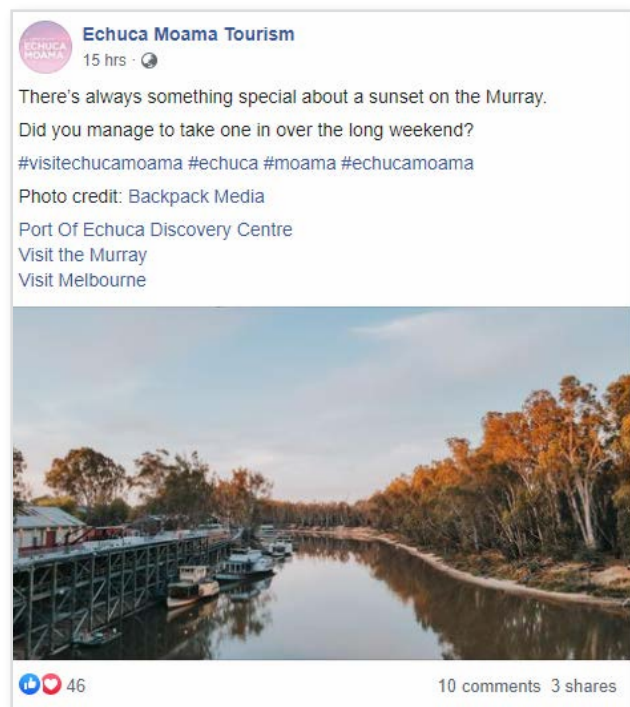 ECHUCA
MOAMA
Echuca Moama Tourism
15 hrs ·
There's always something special about a sunset on the Murray.
Did you manage to take one in over the long weekend?
#visitechucamoama #echuca #moama #echucamoama
Photo credit: Backpack Media
Port Of Echuca Discovery Centre
Visit the Murray
Visit Melbourne
46
10 comments 3 shares